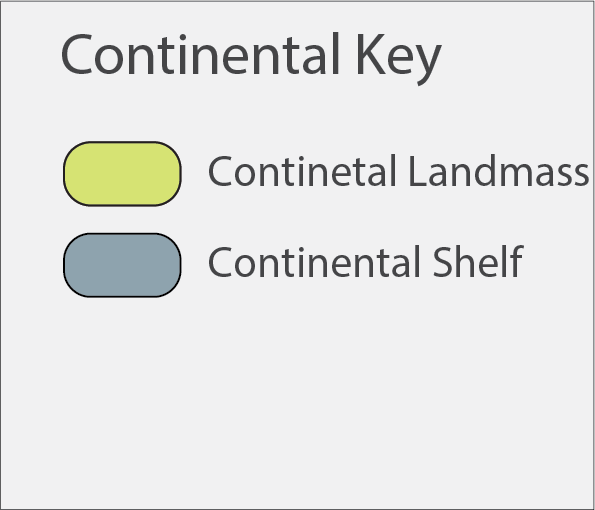 Continental Key
Continetal Landmass
Continental Shelf